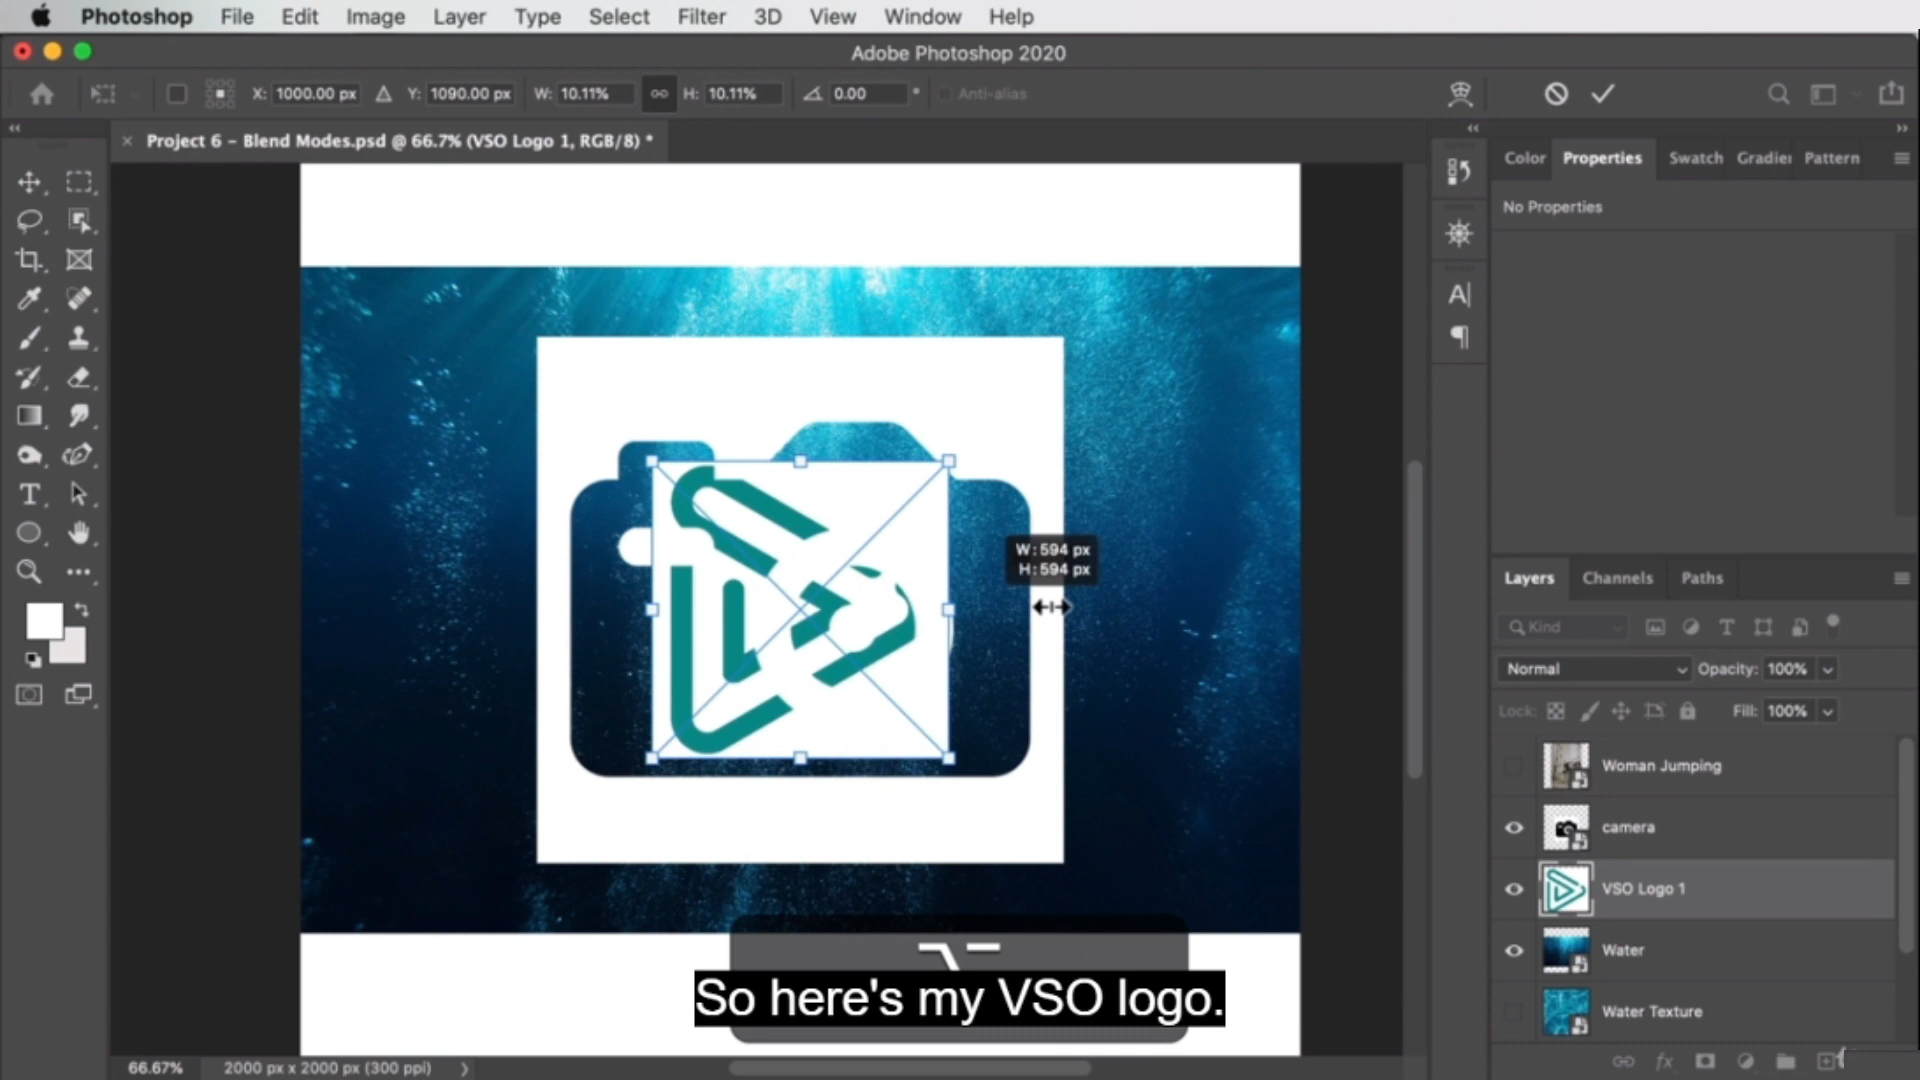 Photoshop File Edit Image Layer Type Select Filter 3D View Window Help
Adobe Photoshop 2020
X: 1000.00 px Y: 1090.00 px W: 10.11% H: 10.11% 0.00 ° Anti-alias
Project 6 – Blend Modes.psd @ 66.7% (VSO Logo 1, RGB/8) *
Color Properties Swatch Gradie Pattern
No Properties
W: 594 px
H: 594 px
Layers Channels Paths
Kind
Normal Opacity: 100%
Lock: Fill: 100%
Woman Jumping
camera
VSO Logo 1
Water
Water Texture
So here's my VSO logo.
66.67% 2000 px x 2000 px (300 ppi)